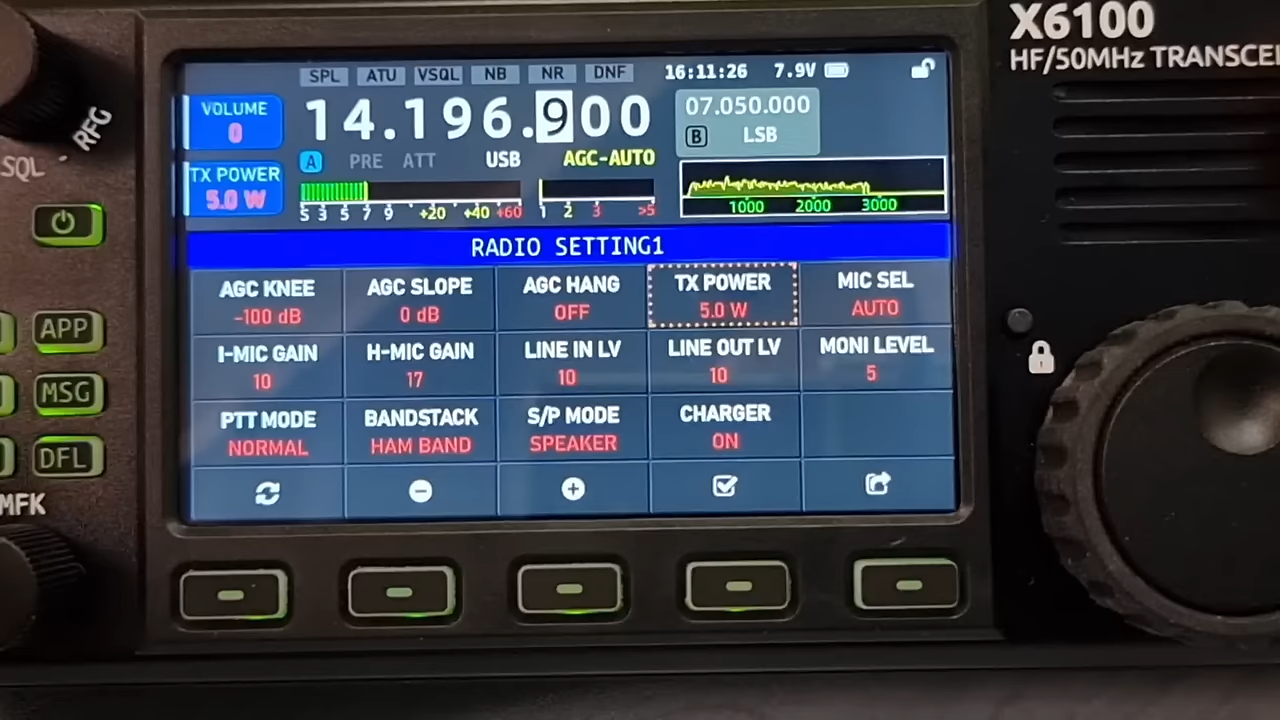 X6100
HF/50MHz TRANSCEI
SPL ATU VSQL NB NR DNF 16:11:26 7.9V
VOLUME
0
14.196.900
07.050.000
B LSB
A PRE ATT USB AGC-AUTO
TX POWER
5.0 W
S 3 5 7 9 +20 +40 +60 1 2 3 >5
1000 2000 3000
RFG
SQL
RADIO SETTING1
AGC KNEE AGC SLOPE AGC HANG TX POWER MIC SEL
-100 dB 0 dB OFF 5.0 W AUTO
I-MIC GAIN H-MIC GAIN LINE IN LV LINE OUT LV MONI LEVEL
10 17 10 10 5
PTT MODE BANDSTACK S/P MODE CHARGER
NORMAL HAM BAND SPEAKER ON
APP
MSG
DFL
MFK